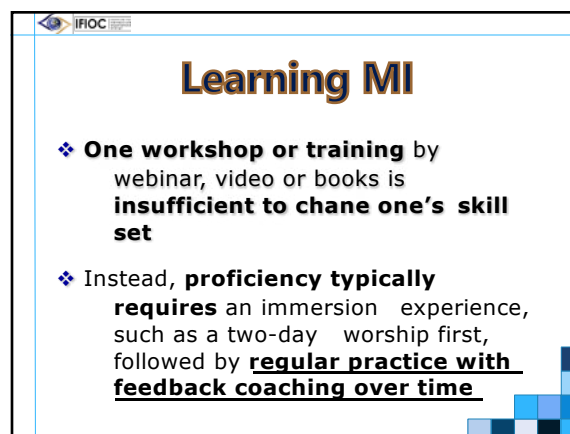 IFIOC
Learning MI
❖ One workshop or training by
webinar, video or books is
insufficient to chane one’s skill
set
❖ Instead, proficiency typically
requires an immersion experience,
such as a two-day worship first,
followed by regular practice with
feedback coaching over time